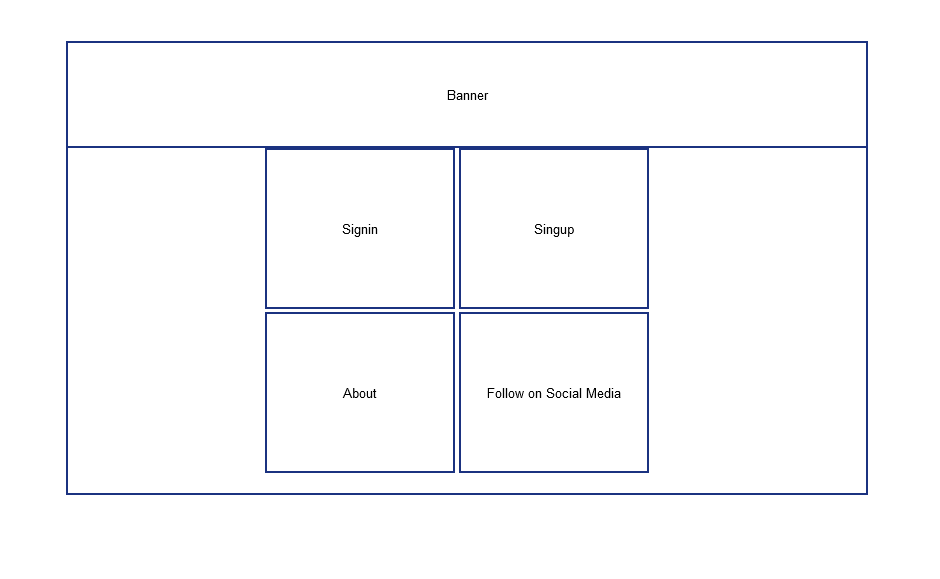 Banner
Signin
Singup
About
Follow on Social Media